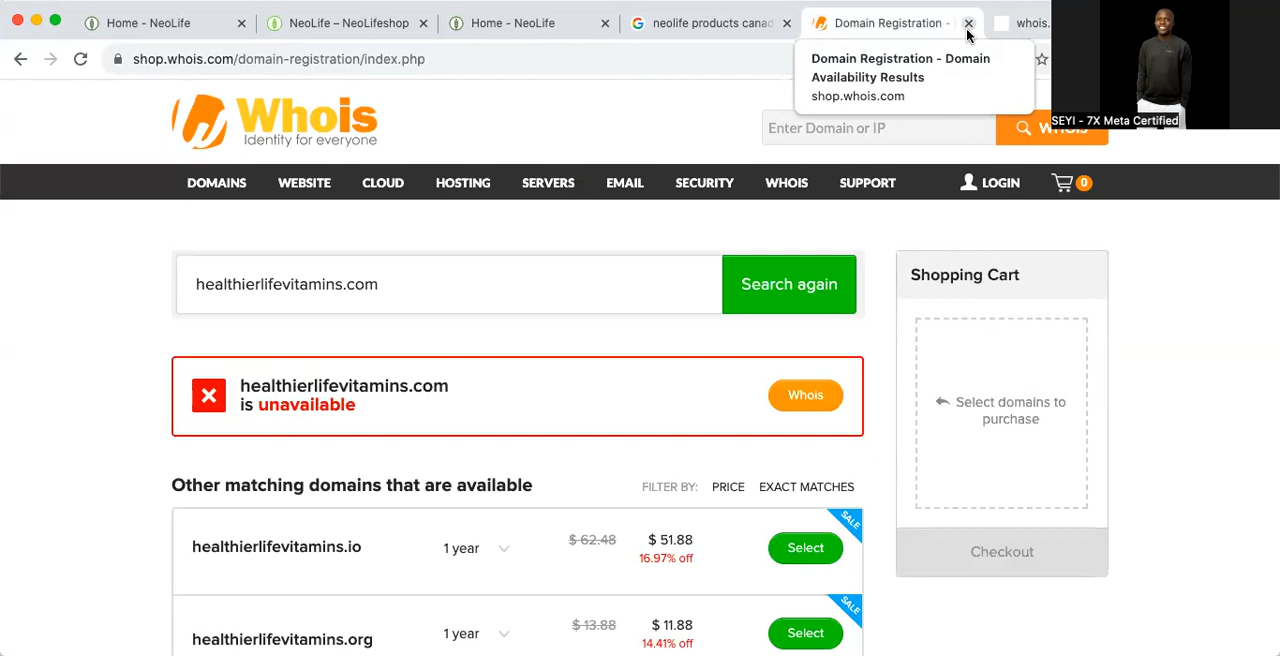 Home - NeoLife
NeoLife – NeoLifeshop
Home - NeoLife
neolife products canad
Domain Registration -
whois.
shop.whois.com/domain-registration/index.php
Domain Registration - Domain
Availability Results
shop.whois.com
SEYI - 7X Meta Certified
Whois
Identity for everyone
Enter Domain or IP
WHOIS
DOMAINS WEBSITE CLOUD HOSTING SERVERS EMAIL SECURITY WHOIS SUPPORT LOGIN 0
healthierlifevitamins.com
Search again
Shopping Cart
healthierlifevitamins.com
is unavailable
Whois
Select domains to
purchase
Checkout
Other matching domains that are available
FILTER BY: PRICE EXACT MATCHES
SALE
healthierlifevitamins.io
1 year
$ 62.48
$ 51.88
16.97% off
Select
SALE
healthierlifevitamins.org
1 year
$ 13.88
$ 11.88
14.41% off
Select